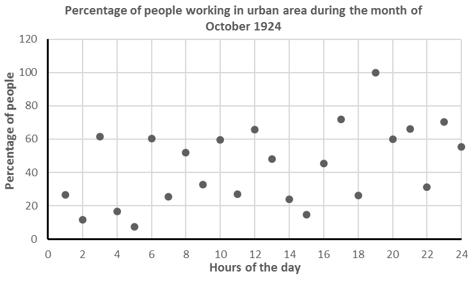 Percentage of people working in urban area during the month of
October 1924
120
100
80
60
40
20
0
Percentage of people
0 2 4 6 8 10 12 14 16 18 20 22 24
Hours of the day